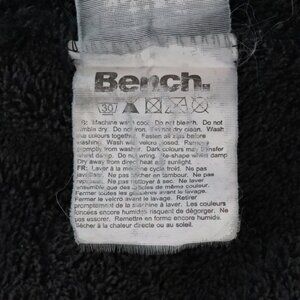 Bench.
30
Machine wash cool. Do not bleach. Do not
tumble dry. Do not iron. Do not dry clean. Wash
colours together. Fasten all zips before
washing. Wash with velcro closed. Remove
promptly from washer. Dark colours may transfer
whilst damp. Do not wring. Re-shape whilst damp
Dry away from direct heat and sunlight.
FR: Laver à la machine cycle froid. Ne pas
javelliser. Ne pas sécher en tambour. Ne pas
repasser. Ne pas nettoyer à sec. Laver
ensemble que des articles de même couleur.
Fermer toutes glissières avant le lavage.
Fermer le velcro avant le lavage. Retirer
promptement de la machine à laver. Les couleurs
foncées encore humides risquent de dégorger. Ne
pas essorer. Remettre en forme encore humide.
Sécher à la chaleur directe ou au soleil.